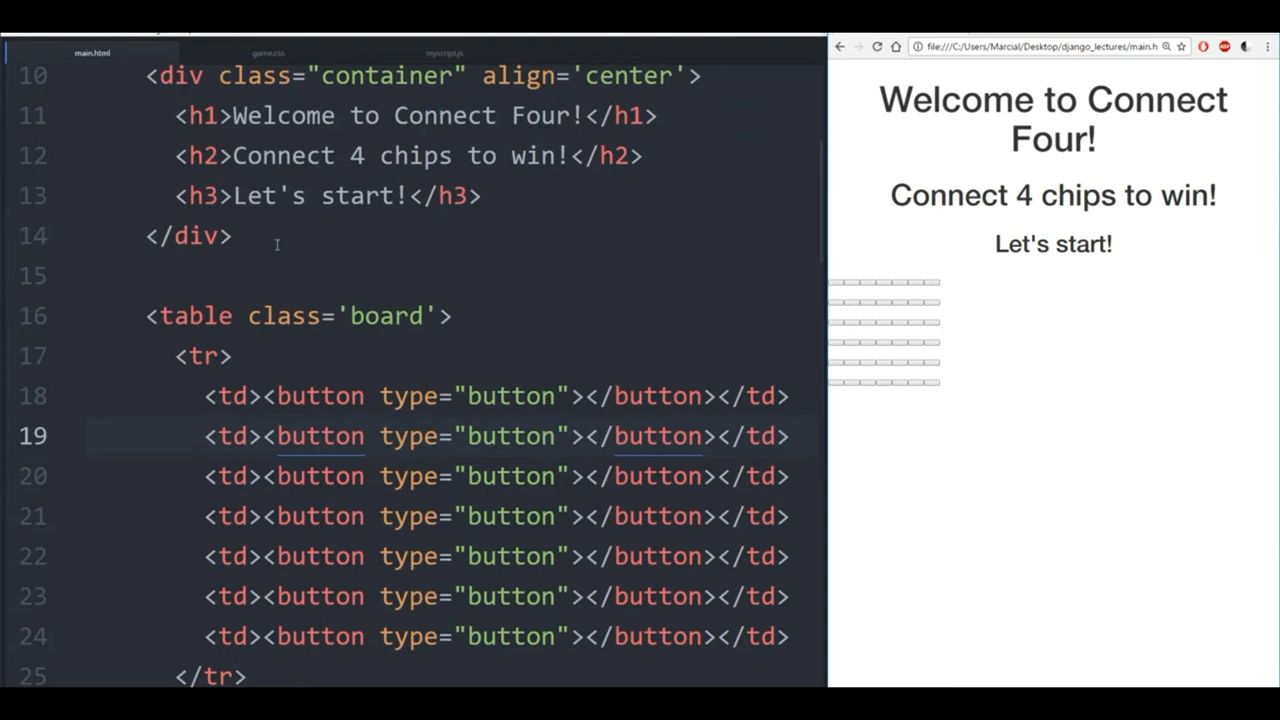 main.html game.css myscript.js
10 <div class="container" align='center'>
11 <h1>Welcome to Connect Four!</h1>
12 <h2>Connect 4 chips to win!</h2>
13 <h3>Let's start!</h3>
14 </div>
15
16 <table class='board'>
17 <tr>
18 <td><button type="button"></button></td>
19 <td><button type="button"></button></td>
20 <td><button type="button"></button></td>
21 <td><button type="button"></button></td>
22 <td><button type="button"></button></td>
23 <td><button type="button"></button></td>
24 <td><button type="button"></button></td>
25 </tr>
file:///C:/Users/Marcial/Desktop/django_lectures/main.h
ABP
Welcome to Connect
Four!
Connect 4 chips to win!
Let's start!